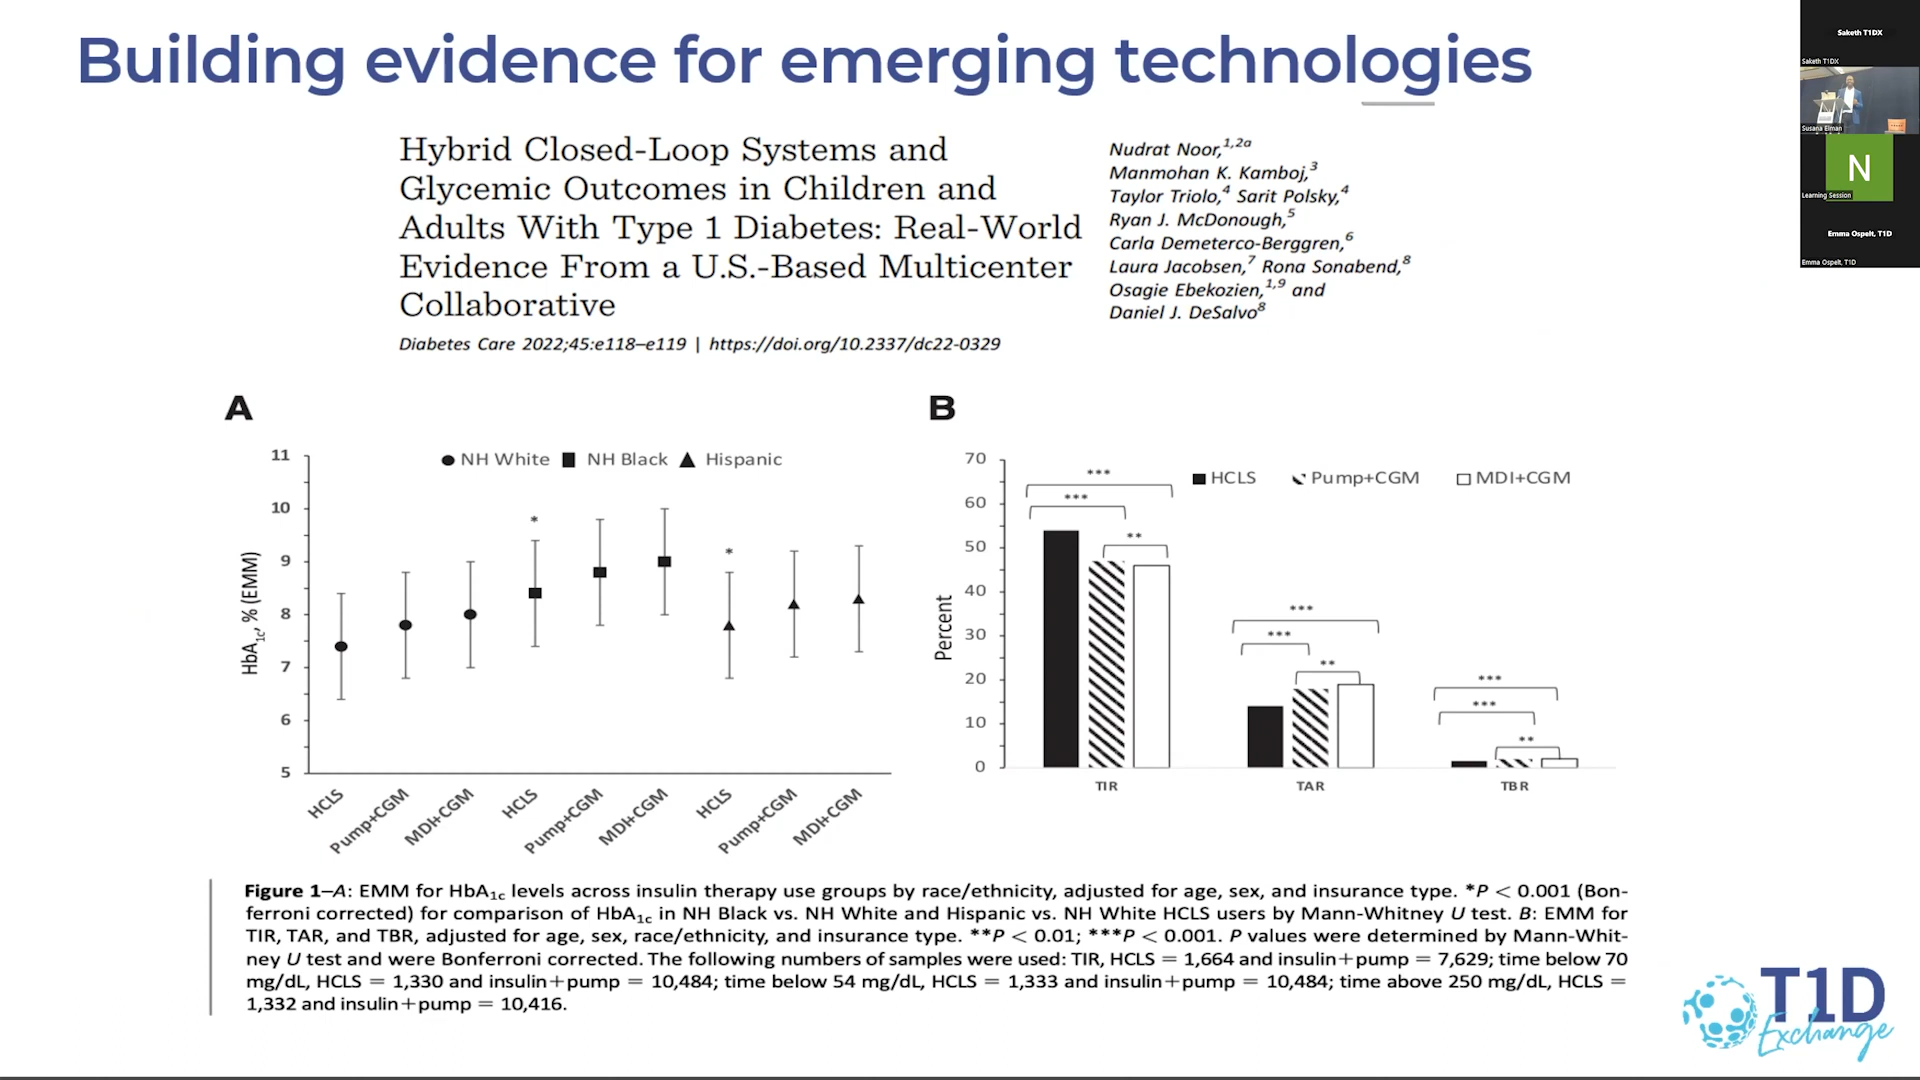 Building evidence for emerging technologies
Hybrid Closed-Loop Systems and
Glycemic Outcomes in Children and
Adults With Type 1 Diabetes: Real-World
Evidence From a U.S.-Based Multicenter
Collaborative
Diabetes Care 2022;45:e118–e119 | https://doi.org/10.2337/dc22-0329
Nudrat Noor,1,2a
Manmohan K. Kamboj,3
Taylor Triolo,4 Sarit Polsky,4
Ryan J. McDonough,5
Carla Demeterco-Berggren,6
Laura Jacobsen,7 Rona Sonabend,8
Osagie Ebekozien,1,9 and
Daniel J. DeSalvo8
A
NH White NH Black Hispanic
HbA1c, % (EMM)
11
10
9
8
7
6
5
*
*
HCLS
Pump+CGM
MDI+CGM
HCLS
Pump+CGM
MDI+CGM
HCLS
Pump+CGM
MDI+CGM
B
HCLS Pump+CGM MDI+CGM
Percent
70
60
50
40
30
20
10
0
***
***
**
***
***
**
***
***
**
TIR
TAR
TBR
Figure 1—A: EMM for HbA1c levels across insulin therapy use groups by race/ethnicity, adjusted for age, sex, and insurance type. *P < 0.001 (Bon-
ferroni corrected) for comparison of HbA1c in NH Black vs. NH White and Hispanic vs. NH White HCLS users by Mann-Whitney U test. B: EMM for
TIR, TAR, and TBR, adjusted for age, sex, race/ethnicity, and insurance type. **P < 0.01; ***P < 0.001. P values were determined by Mann-Whit-
ney U test and were Bonferroni corrected. The following numbers of samples were used: TIR, HCLS = 1,664 and insulin+pump = 7,629; time below 70
mg/dL, HCLS = 1,330 and insulin+pump = 10,484; time below 54 mg/dL, HCLS = 1,333 and insulin+pump = 10,484; time above 250 mg/dL, HCLS =
1,332 and insulin+pump = 10,416.
T1D
Exchange
Saketh T1DX
Saketh T1DX
Susana Elman
N
Learning Session
Emma Ospelt, T1D
Emma Ospelt, T1D